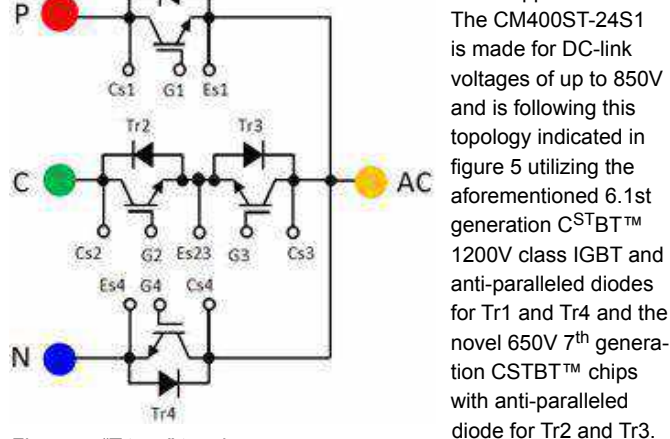 P
Cs1 G1 Es1
Tr2 Tr3
C AC
Cs2 G2 Es23 G3 Cs3
Es4 G4 Cs4
N
Tr4
The CM400ST-24S1
is made for DC-link
voltages of up to 850V
and is following this
topology indicated in
figure 5 utilizing the
aforementioned 6.1st
generation CSTBT™
1200V class IGBT and
anti-paralleled diodes
for Tr1 and Tr4 and the
novel 650V 7th genera-
tion CSTBT™ chips
with anti-paralleled
diode for Tr2 and Tr3.